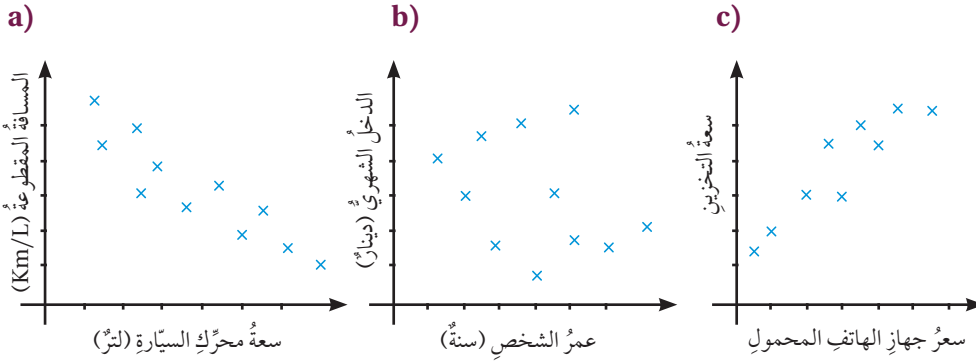 a)
المسافةُ المقطوعةُ (Km/L)
سعةُ محرِّكِ السيّارةِ (لترٌ)
b)
الدخلُ الشهريُّ (دينارٌ)
عمرُ الشخصِ (سنةٌ)
c)
سعةُ التخزينِ
سعرُ جهازِ الهاتفِ المحمولِ